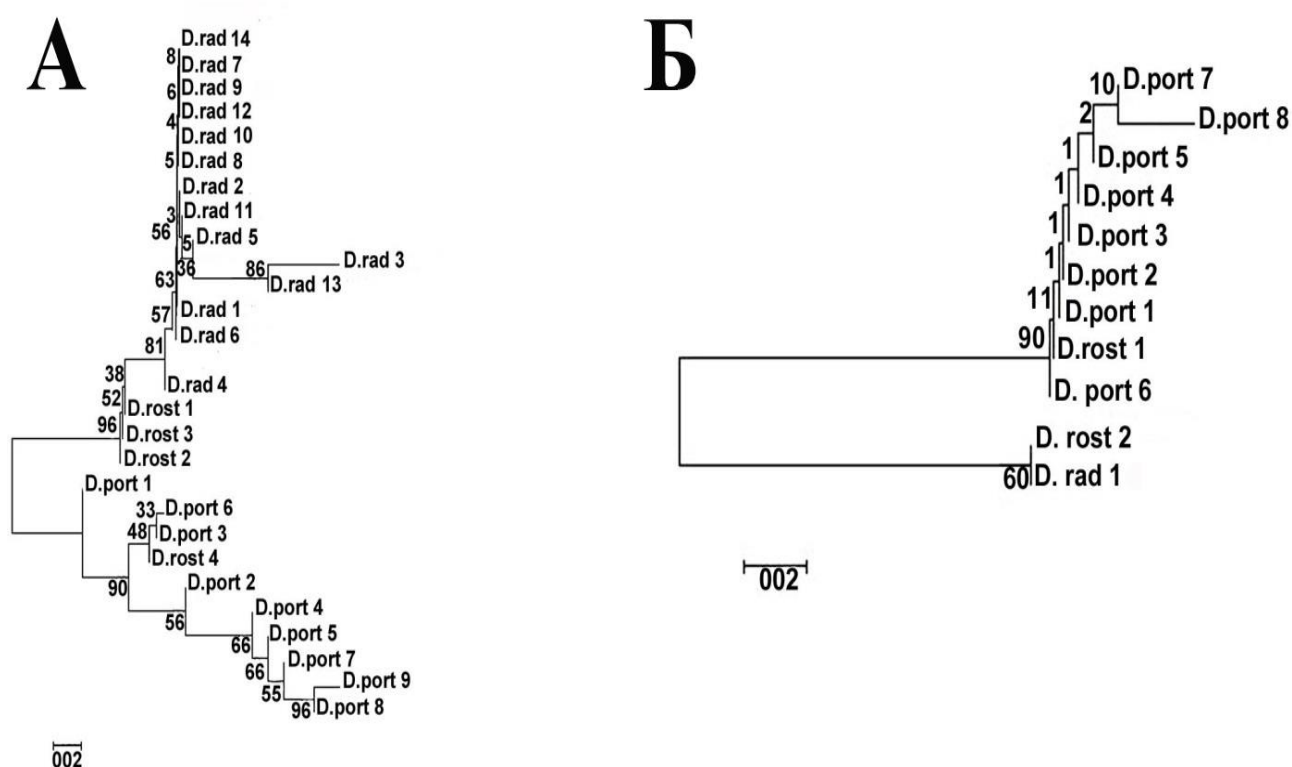 А
D.rad 14
8
D.rad 7
6
D.rad 9
D.rad 12
4
D.rad 10
5
D.rad 8
D.rad 2
3
D.rad 11
56
5
D.rad 5
36
86
D.rad 3
63
D.rad 13
57
D.rad 1
D.rad 6
81
38
D.rad 4
52
D.rost 1
96
D.rost 3
D.rost 2
D.port 1
33
D.port 6
48
D.port 3
D.rost 4
90
D.port 2
56
D.port 4
66
D.port 5
66
D.port 7
55
D.port 9
96
D.port 8
002
Б
10
D.port 7
2
D.port 8
1
D.port 5
1
D.port 4
1
D.port 3
1
D.port 2
11
D.port 1
90
D.rost 1
D. port 6
D. rost 2
60
D. rad 1
002